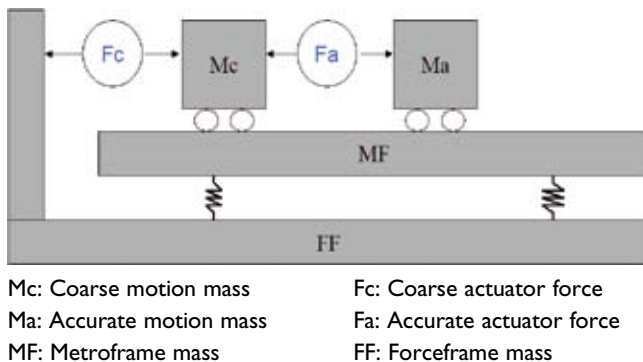 Fc Mc Fa Ma
MF
FF
Mc: Coarse motion mass Fc: Coarse actuator force
Ma: Accurate motion mass Fa: Accurate actuator force
MF: Metroframe mass FF: Forceframe mass